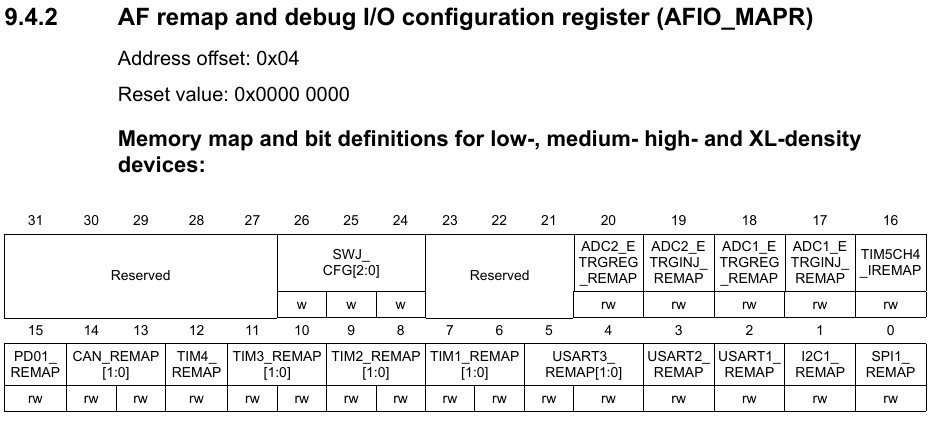 9.4.2 AF remap and debug I/O configuration register (AFIO_MAPR)
Address offset: 0x04
Reset value: 0x0000 0000
Memory map and bit definitions for low-, medium- high- and XL-density
devices:
31 30 29 28 27 26 25 24 23 22 21 20 19 18 17 16
Reserved
SWJ_
CFG[2:0]
Reserved
ADC2_E
TRGREG
_REMAP
ADC2_E
TRGINJ_
REMAP
ADC1_E
TRGREG
_REMAP
ADC1_E
TRGINJ_
REMAP
TIM5CH4
_IREMAP
w w w rw rw rw rw rw
15 14 13 12 11 10 9 8 7 6 5 4 3 2 1 0
PD01_
REMAP
CAN_REMAP
[1:0]
TIM4_
REMAP
TIM3_REMAP
[1:0]
TIM2_REMAP
[1:0]
TIM1_REMAP
[1:0]
USART3_
REMAP[1:0]
USART2_
REMAP
USART1_
REMAP
I2C1_
REMAP
SPI1_
REMAP
rw rw rw rw rw rw rw rw rw rw rw rw rw rw rw rw